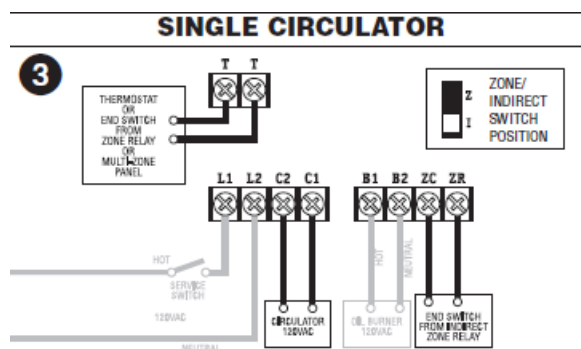 SINGLE CIRCULATOR
3
T T
THERMOSTAT
OR
END SWITCH
FROM
ZONE RELAY
OR
MULTI-ZONE
PANEL
Z
I
ZONE/
INDIRECT
SWITCH
POSITION
L1 L2 C2 C1 B1 B2 ZC ZR
HOT
SERVICE
SWITCH
120VAC
NEUTRAL
CIRCULATOR
120VAC
HOT
NEUTRAL
OIL BURNER
120VAC
END SWITCH
FROM INDIRECT
ZONE RELAY